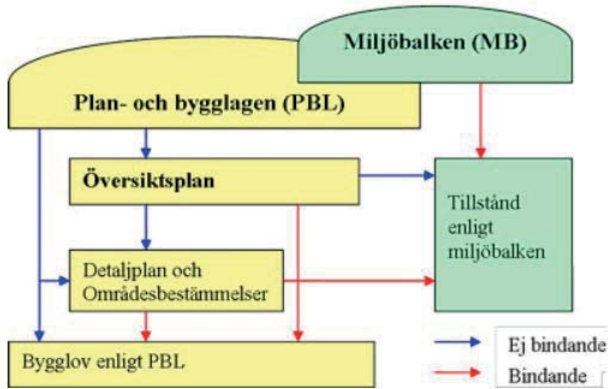 Miljöbalken (MB)
Plan- och bygglagen (PBL)
Översiktsplan
Tillstånd
enligt
miljöbalken
Detaljplan och
Områdesbestämmelser
Bygglov enligt PBL
Ej bindande
Bindande